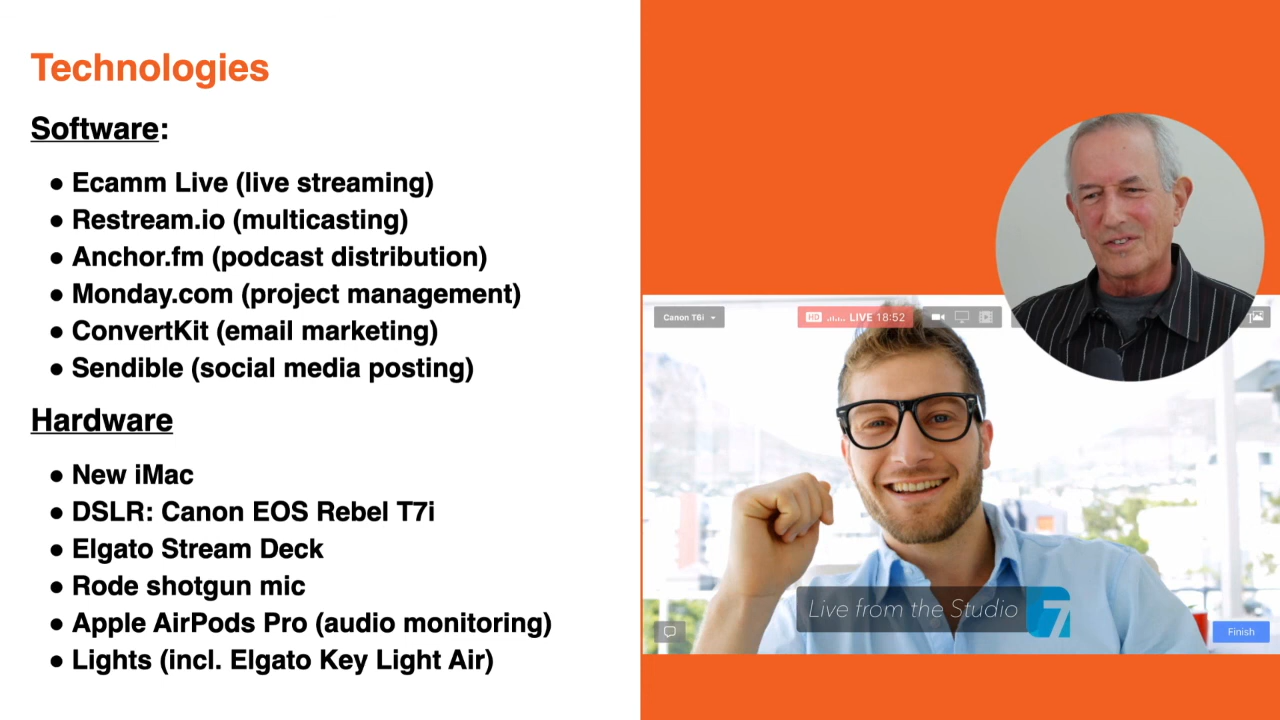 Technologies
Software:
● Ecamm Live (live streaming)
● Restream.io (multicasting)
● Anchor.fm (podcast distribution)
● Monday.com (project management)
● ConvertKit (email marketing)
● Sendible (social media posting)
Hardware
● New iMac
● DSLR: Canon EOS Rebel T7i
● Elgato Stream Deck
● Rode shotgun mic
● Apple AirPods Pro (audio monitoring)
● Lights (incl. Elgato Key Light Air)
Canon T6i
HD LIVE 18:52
Live from the Studio 7
Finish